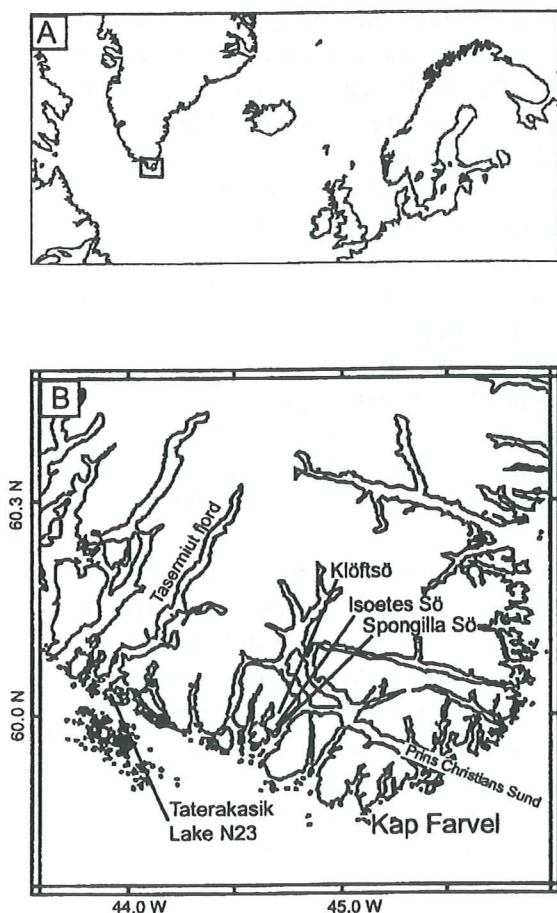 A
B
60.3 N
60.0 N
Tasermiut fjord
Klöftsö
Isoetes Sö
Spongilla Sö
Prins Christians Sund
Taterakasik
Lake N23
Kap Farvel
44.0 W
45.0 W